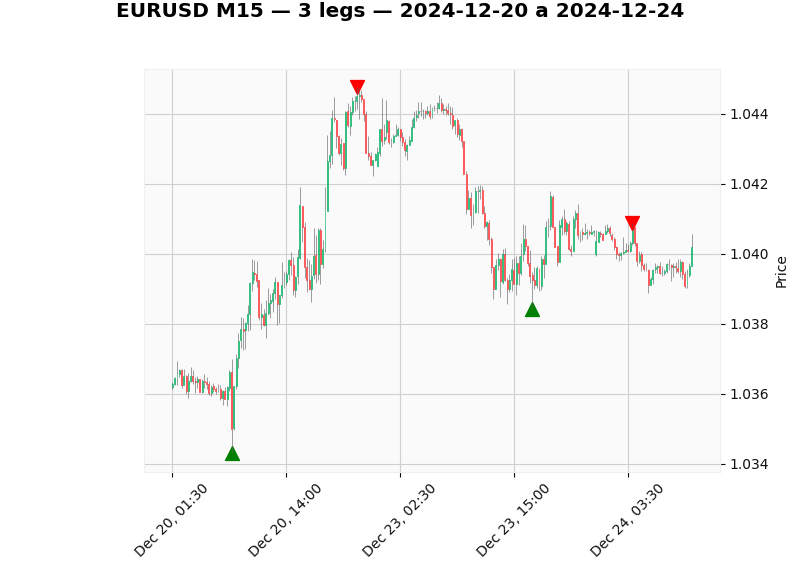 EURUSD M15 — 3 legs — 2024-12-20 a 2024-12-24
1.044
1.042
1.040
1.038
1.036
1.034
Price
Dec 20, 01:30
Dec 20, 14:00
Dec 23, 02:30
Dec 23, 15:00
Dec 24, 03:30